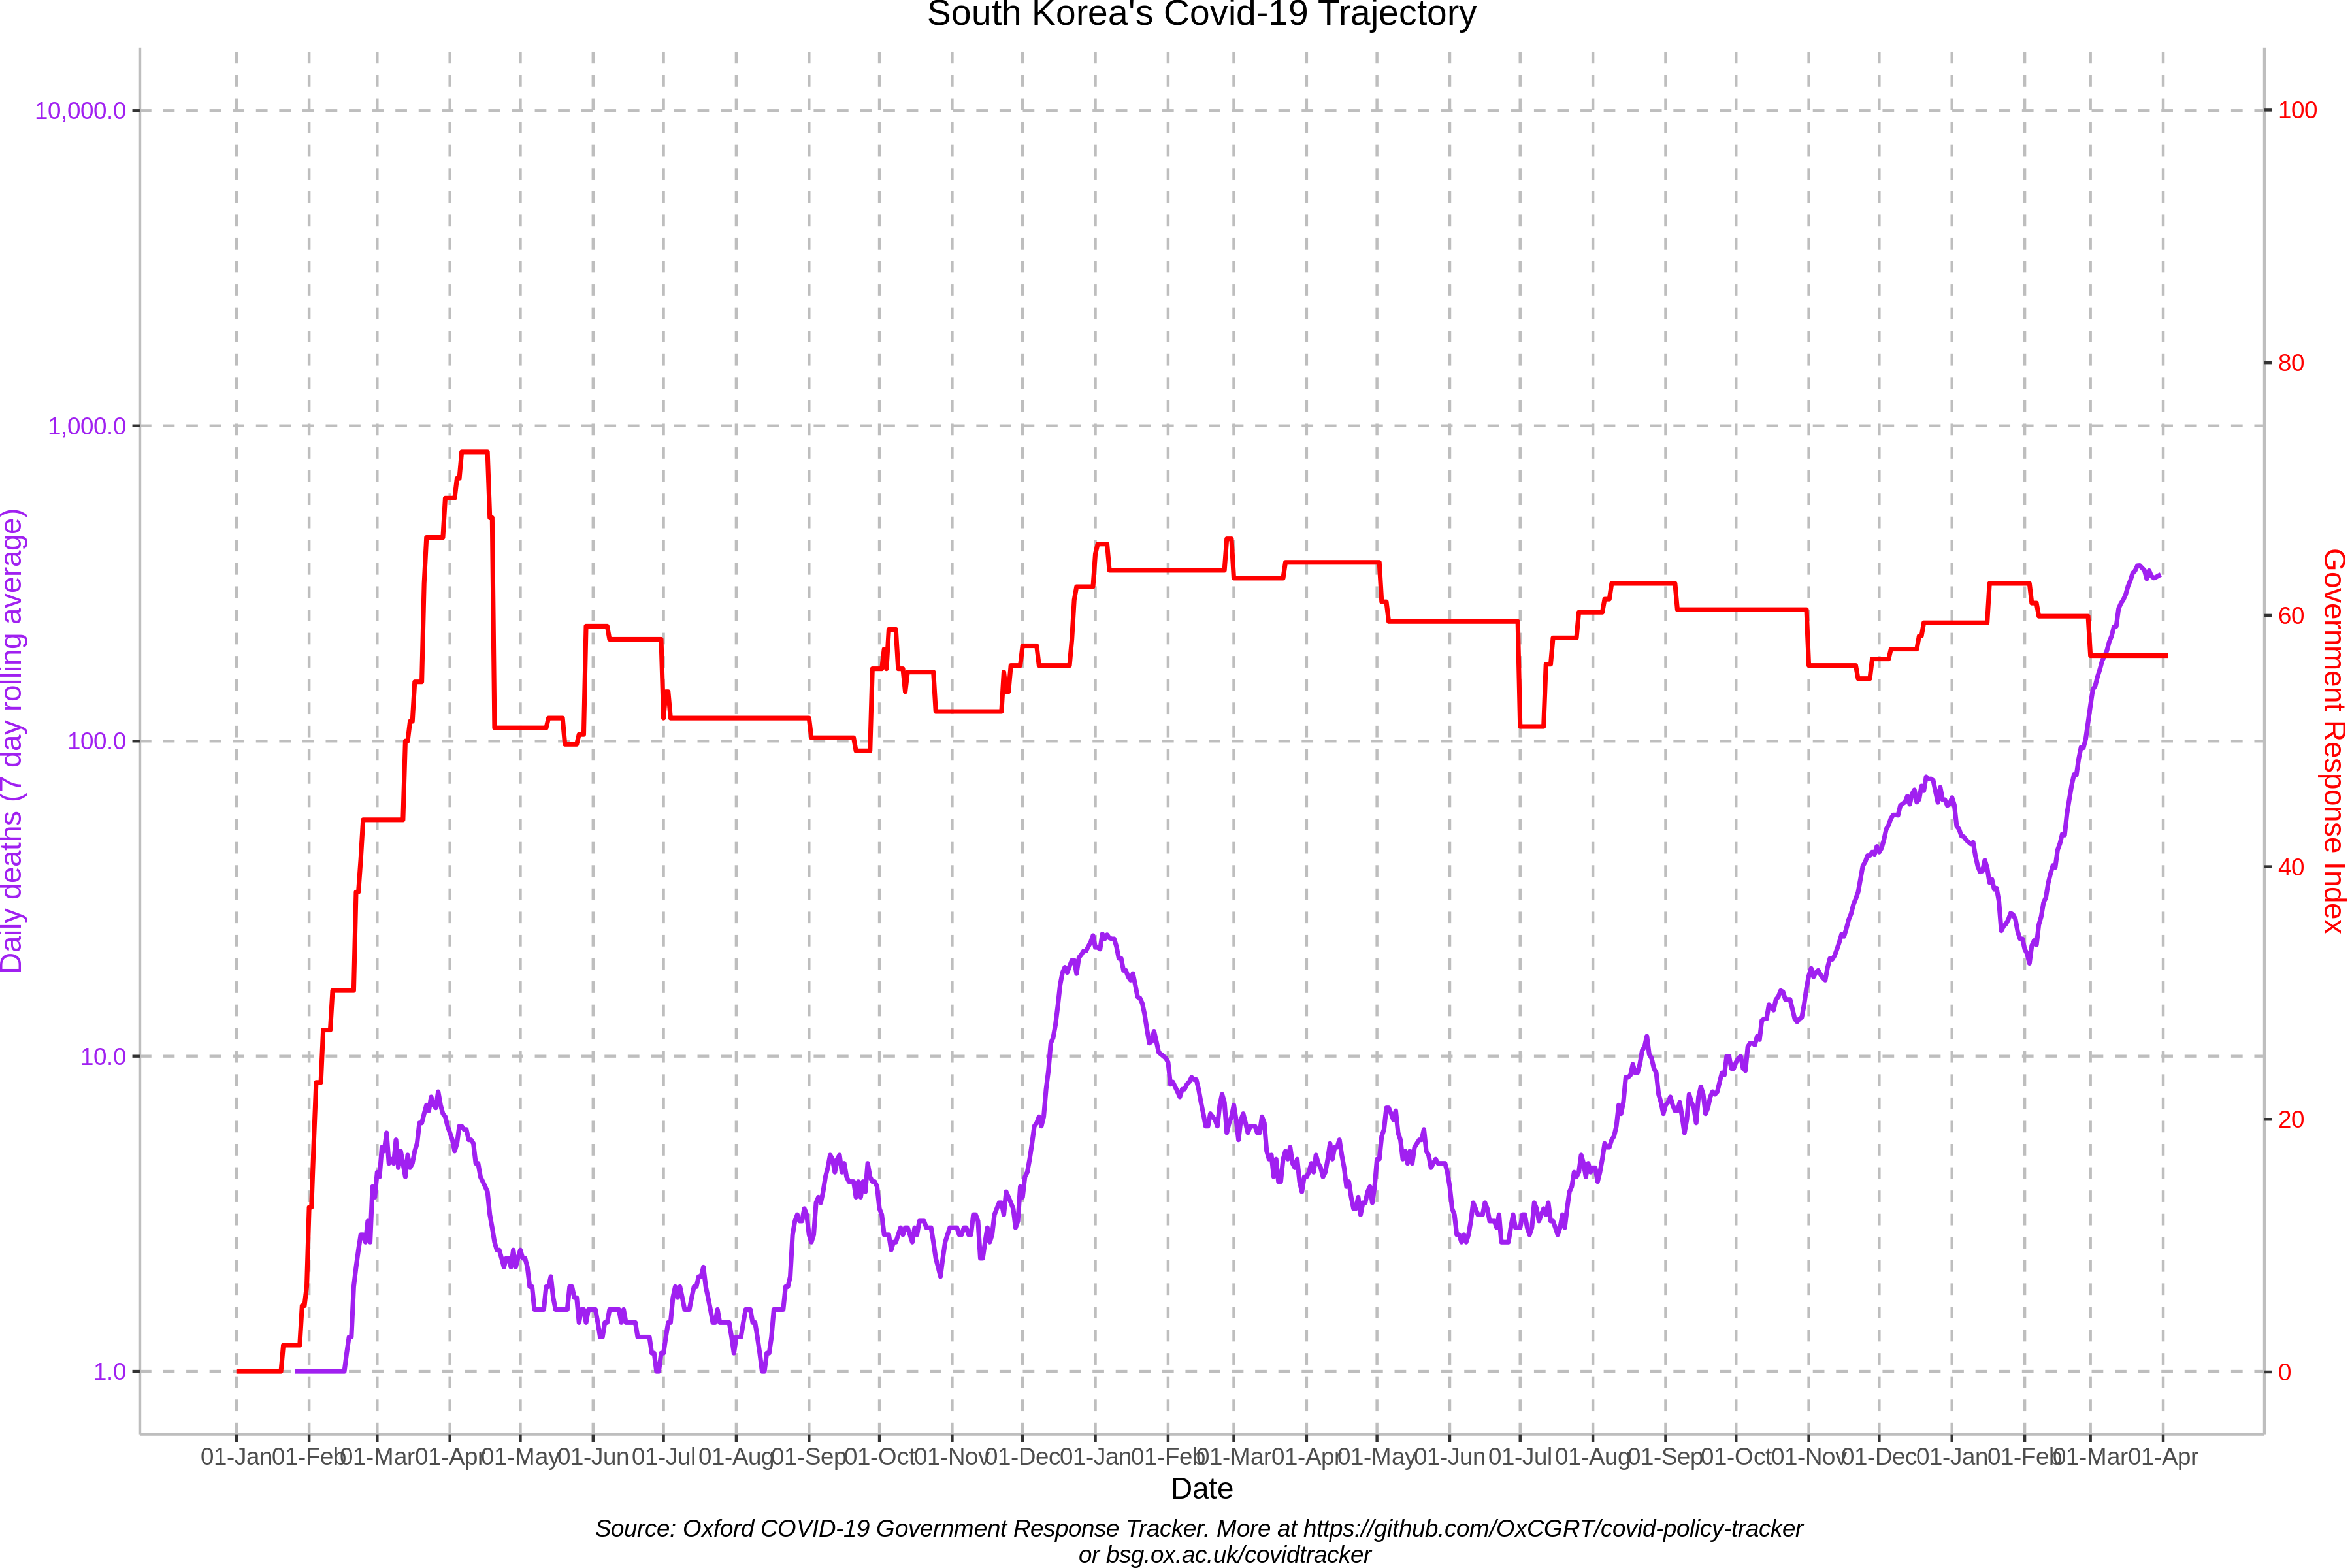 South Korea's Covid-19 Trajectory
10,000.0
1,000.0
100.0
10.0
1.0
Daily deaths (7 day rolling average)
100
80
60
40
20
0
Government Response Index
01-Jan 01-Feb 01-Mar 01-Apr 01-May 01-Jun 01-Jul 01-Aug 01-Sep 01-Oct 01-Nov 01-Dec 01-Jan 01-Feb 01-Mar 01-Apr 01-May 01-Jun 01-Jul 01-Aug 01-Sep 01-Oct 01-Nov 01-Dec 01-Jan 01-Feb 01-Mar 01-Apr
Date
Source: Oxford COVID-19 Government Response Tracker. More at https://github.com/OxCGRT/covid-policy-tracker
or bsg.ox.ac.uk/covidtracker